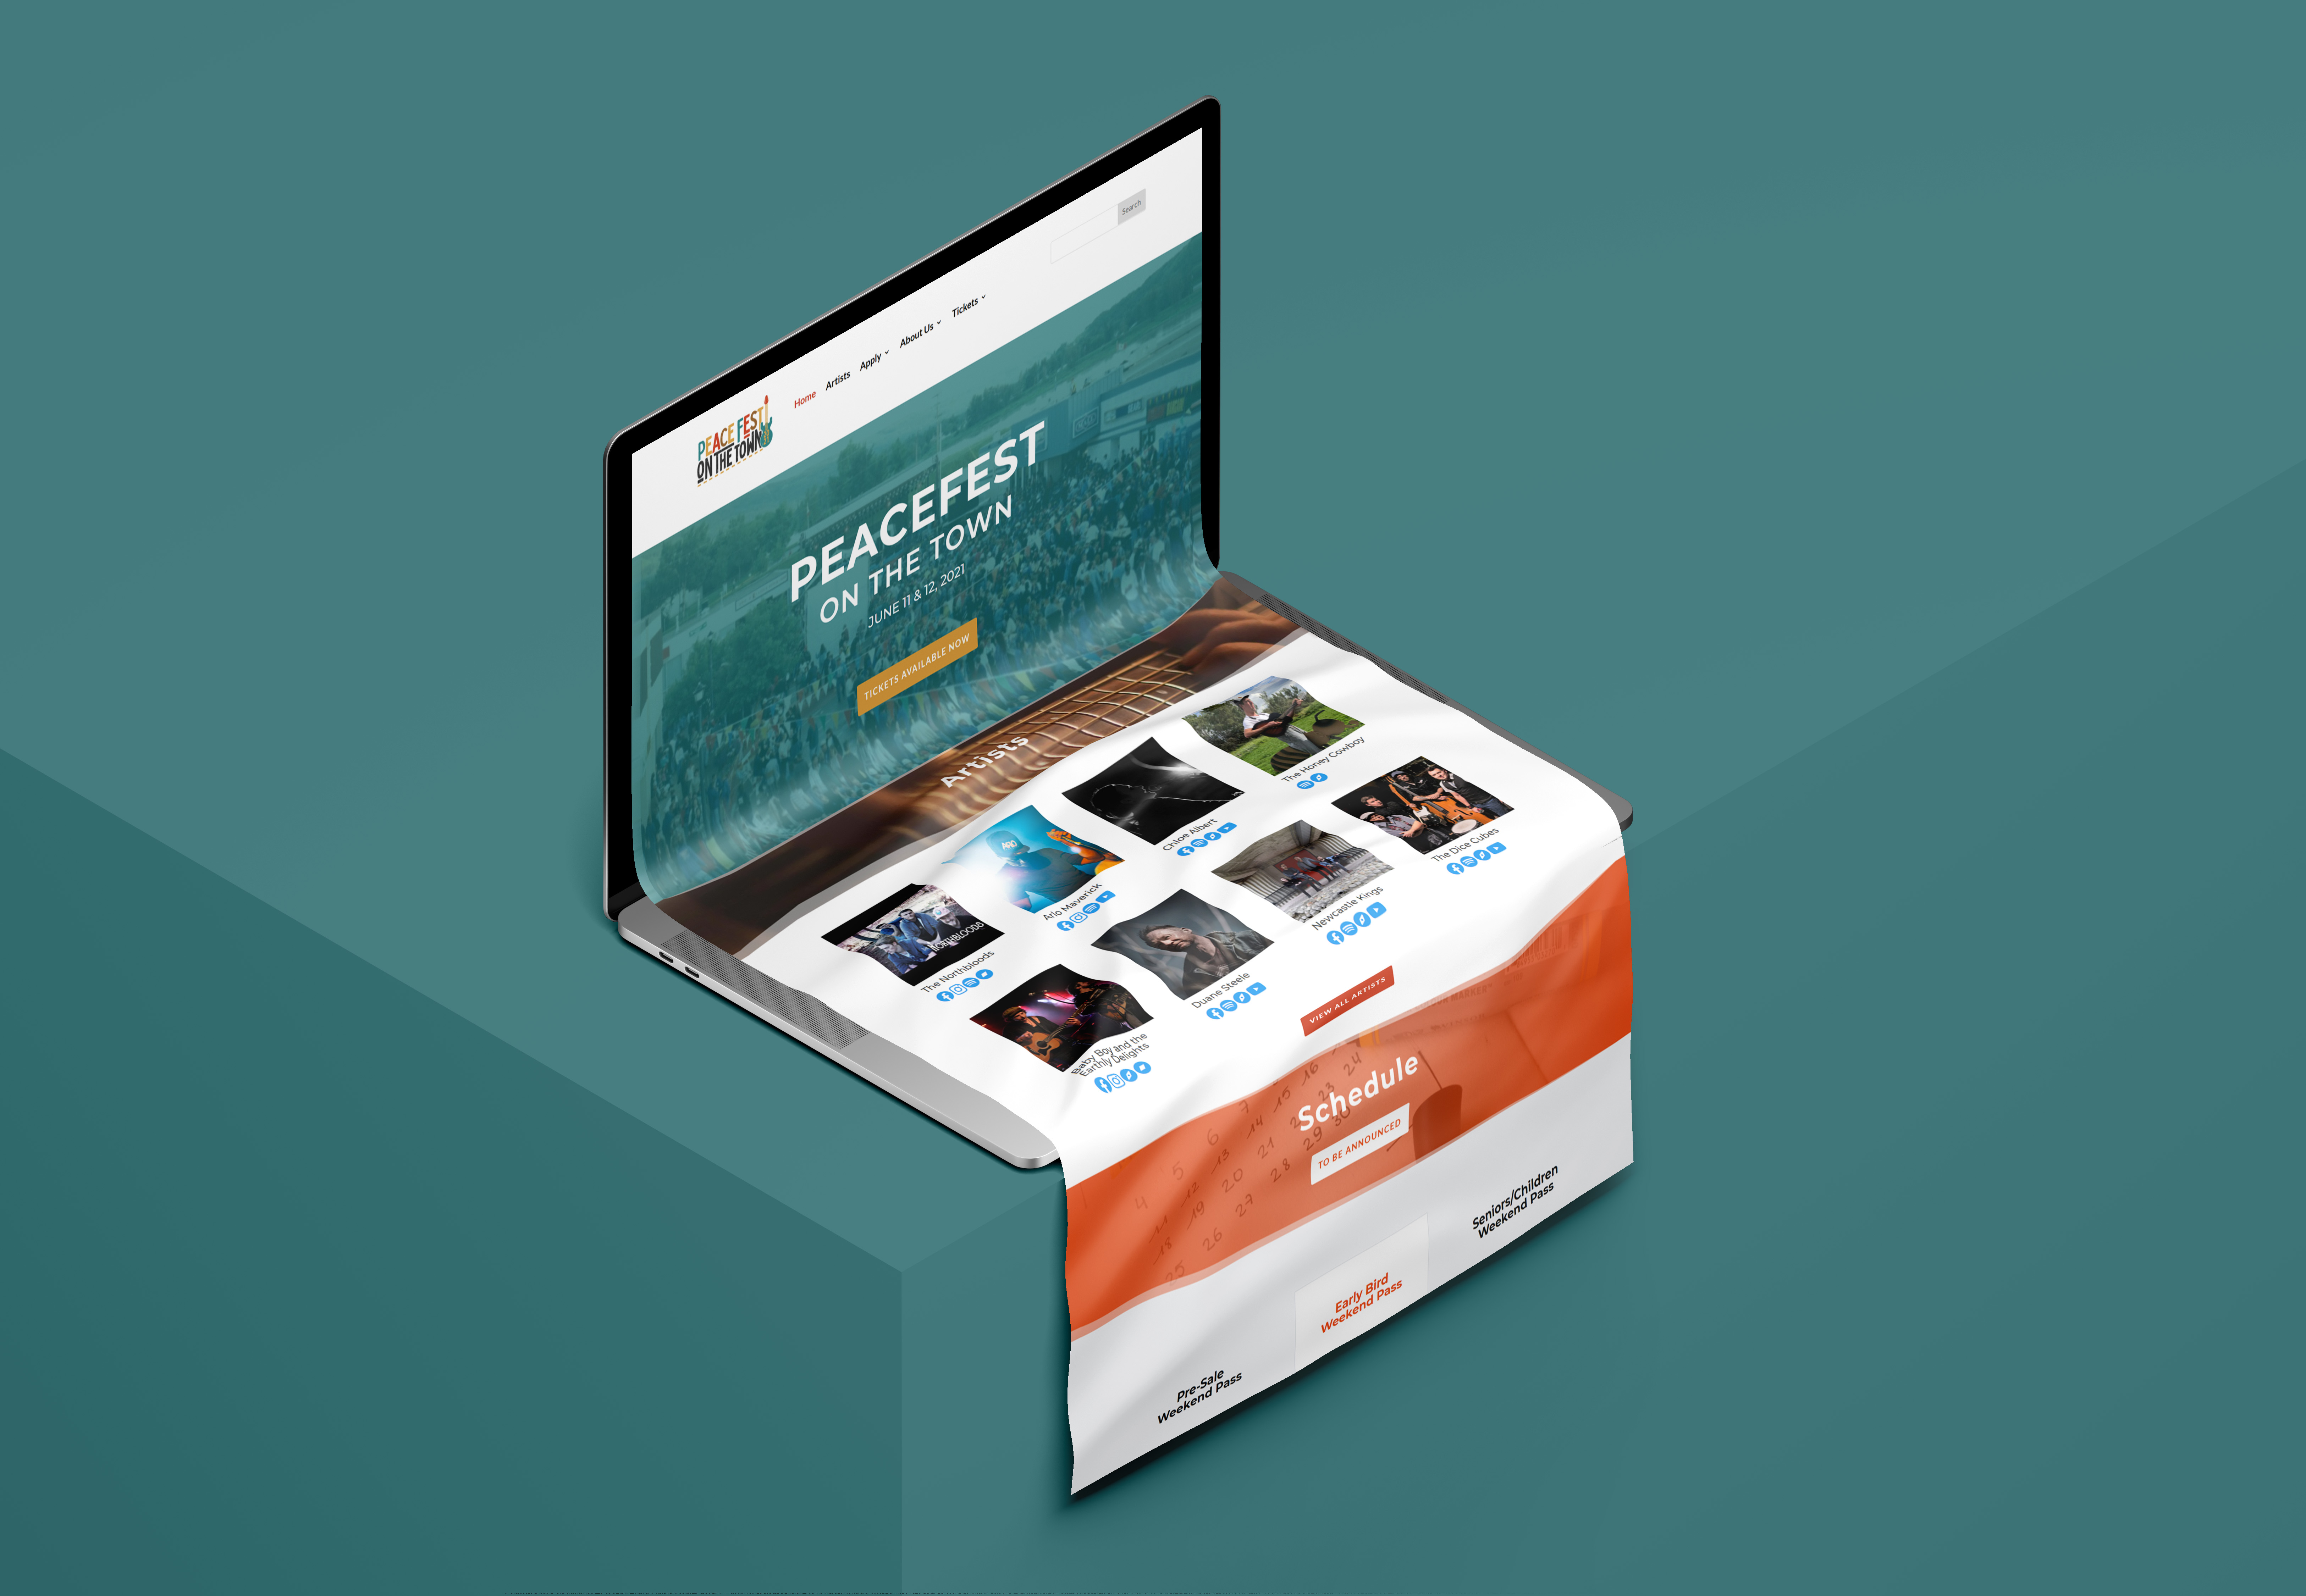 Search
PEACE FEST
ON THE TOWN
Home
Artists
Apply
About Us
Tickets
PEACEFEST
ON THE TOWN
JUNE 11 & 12, 2021
TICKETS AVAILABLE NOW
Artists
The Northbloods
Arlo Maverick
Chloe Albert
The Honey Cowboy
Baby Boy and the
Earthly Delights
Duane Steele
Newcastle Kings
The Dice Cubes
VIEW ALL ARTISTS
Schedule
TO BE ANNOUNCED
Pre-Sale
Weekend Pass
Early Bird
Weekend Pass
Seniors/Children
Weekend Pass